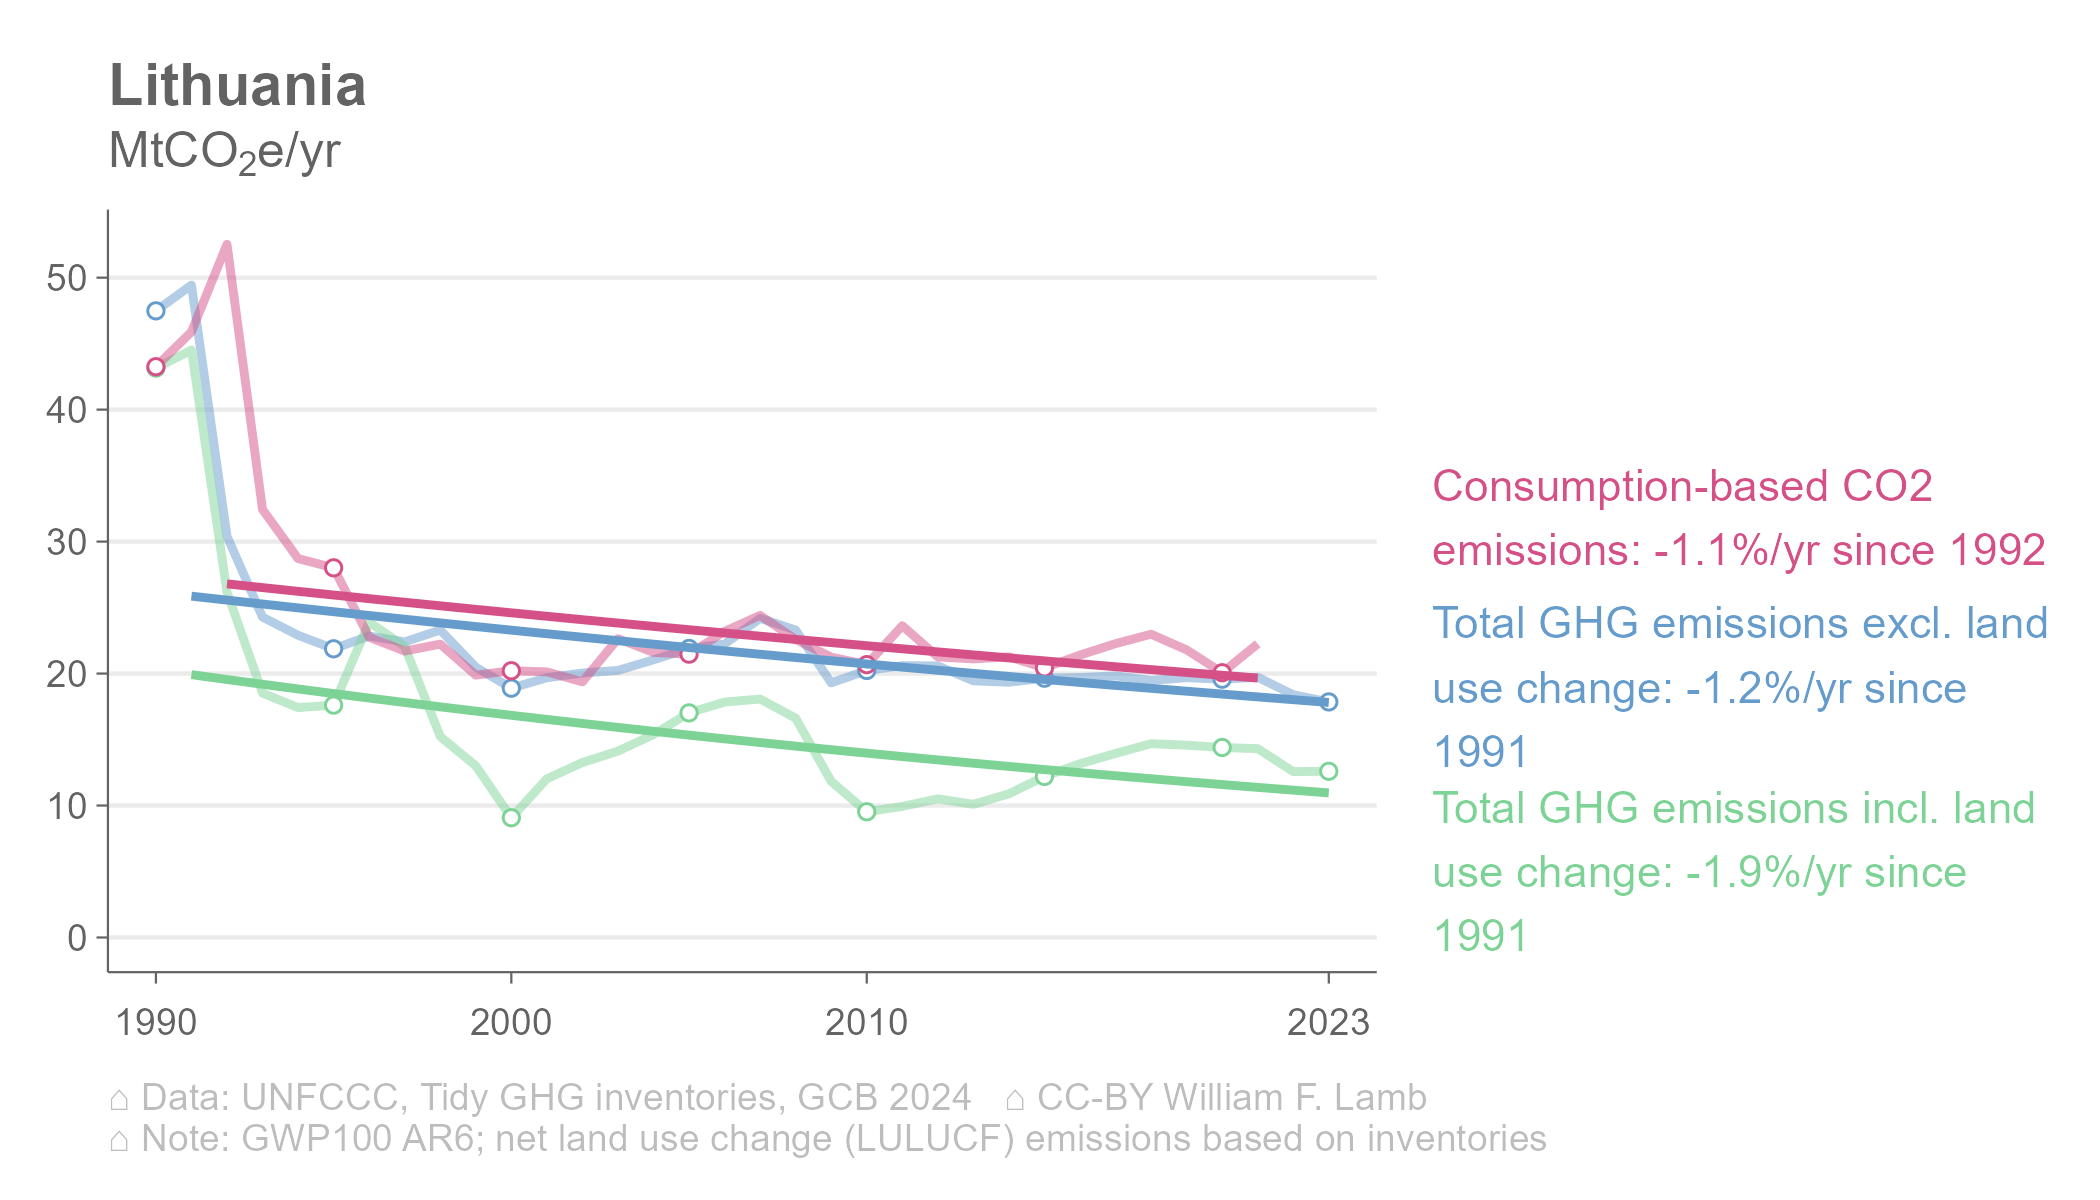 Lithuania
MtCO₂e/yr
50
40
30
20
10
0
1990 2000 2010 2023
Consumption-based CO2
emissions: -1.1%/yr since 1992
Total GHG emissions excl. land
use change: -1.2%/yr since
1991
Total GHG emissions incl. land
use change: -1.9%/yr since
1991
⌂ Data: UNFCCC, Tidy GHG inventories, GCB 2024 ⌂ CC-BY William F. Lamb
⌂ Note: GWP100 AR6; net land use change (LULUCF) emissions based on inventories